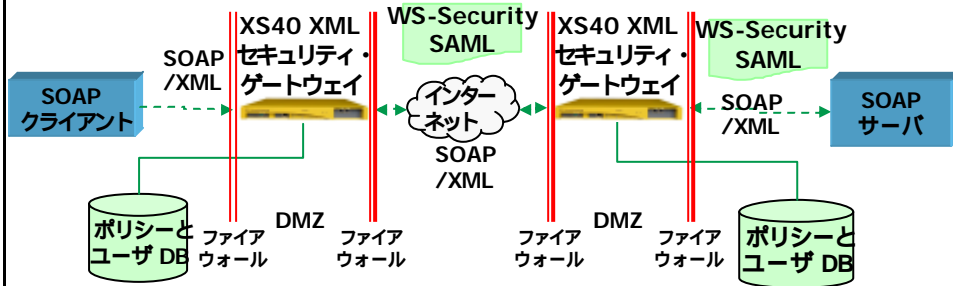 XS40 XML
セキュリティ・
ゲートウェイ
WS-Security
SAML
XS40 XML
セキュリティ・
ゲートウェイ
WS-Security
SAML
SOAP
/XML
SOAP
クライアント
インター
ネット
SOAP
/XML
SOAP
/XML
SOAP
サーバ
ポリシーと
ユーザ DB
ファイア
ウォール
DMZ
ファイア
ウォール
ファイア
ウォール
DMZ
ファイア
ウォール
ポリシーと
ユーザ DB